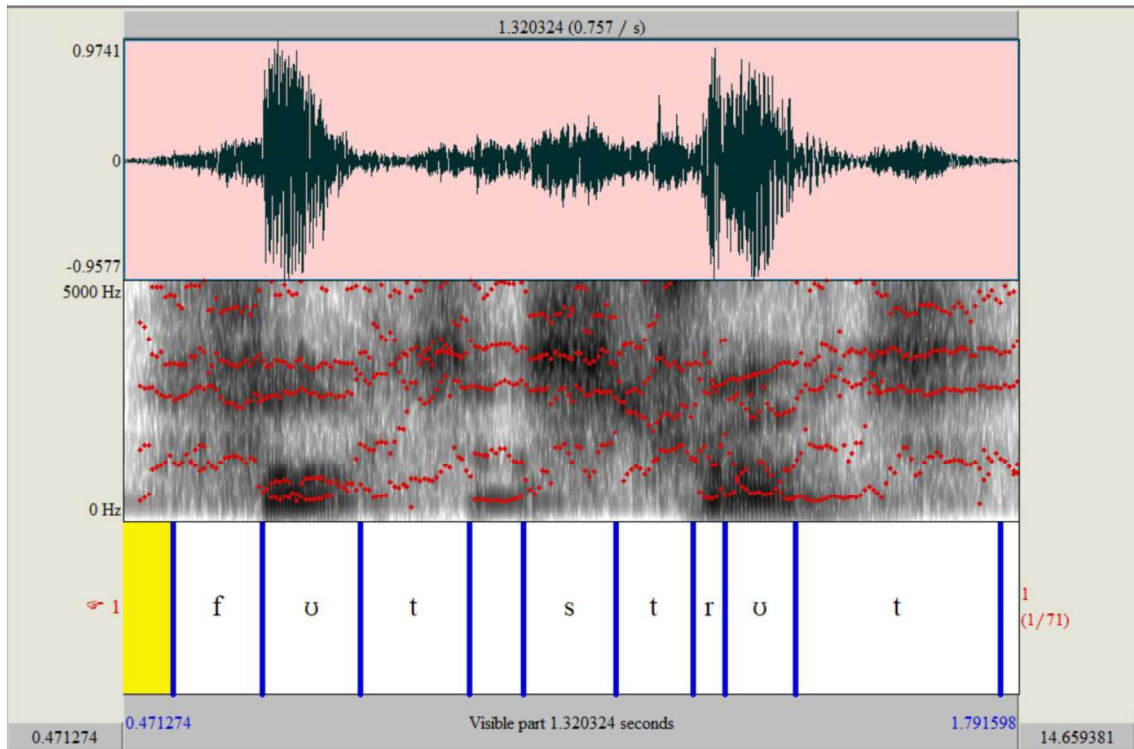 1.320324 (0.757 / s)
0.9741
0
-0.9577
5000 Hz
0 Hz
☞ 1
f ʊ t s t r ʊ t
1
(1/71)
0.471274 Visible part 1.320324 seconds 1.791598
0.471274 14.659381